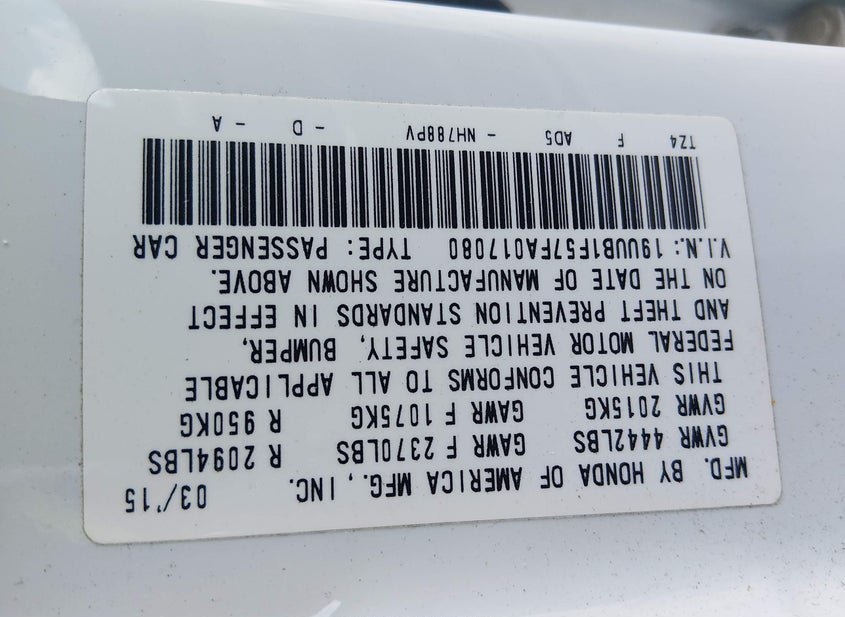 MFD. BY HONDA OF AMERICA MFG., INC. 03/'15
GVWR 4442LBS GAWR F 2370LBS R 2094LBS
GVWR 2015KG GAWR F 1075KG R 950KG
THIS VEHICLE CONFORMS TO ALL APPLICABLE
FEDERAL MOTOR VEHICLE SAFETY, BUMPER,
AND THEFT PREVENTION STANDARDS IN EFFECT
ON THE DATE OF MANUFACTURE SHOWN ABOVE.
V.I.N.: 19UUB1F57FA017080 TYPE: PASSENGER CAR
TZ4 F AD5 - NH788PV - D - A